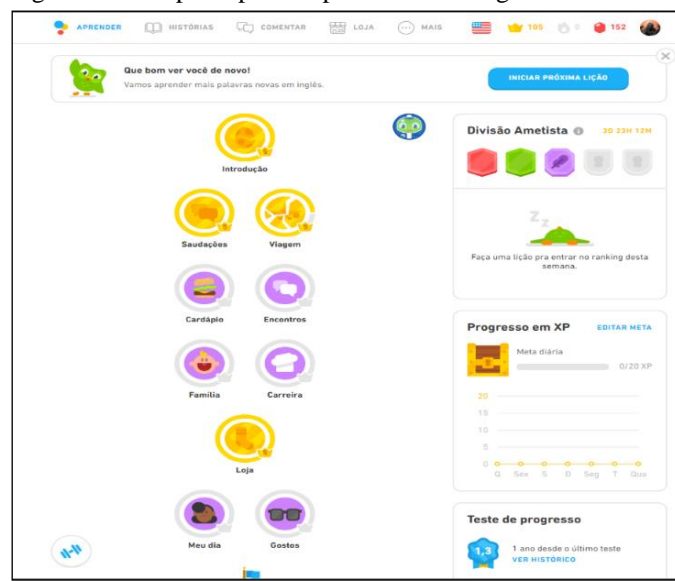 APRENDER HISTÓRIAS COMENTAR LOJA MAIS 105 0 152
Que bom ver você de novo!
Vamos aprender mais palavras novas em inglês.
INICIAR PRÓXIMA LIÇÃO
Introdução
Saudações Viagem
Cardápio Encontros
Família Carreira
Loja
Meu dia Gostos
Divisão Ametista 3D 23H 12M
Faça uma lição pra entrar no ranking desta
semana.
Progresso em XP EDITAR META
Meta diária
0/20 XP
20
15
10
5
0
Q Sex S D Seg T Qua
Teste de progresso
1,3
1 ano desde o último teste
VER HISTÓRICO